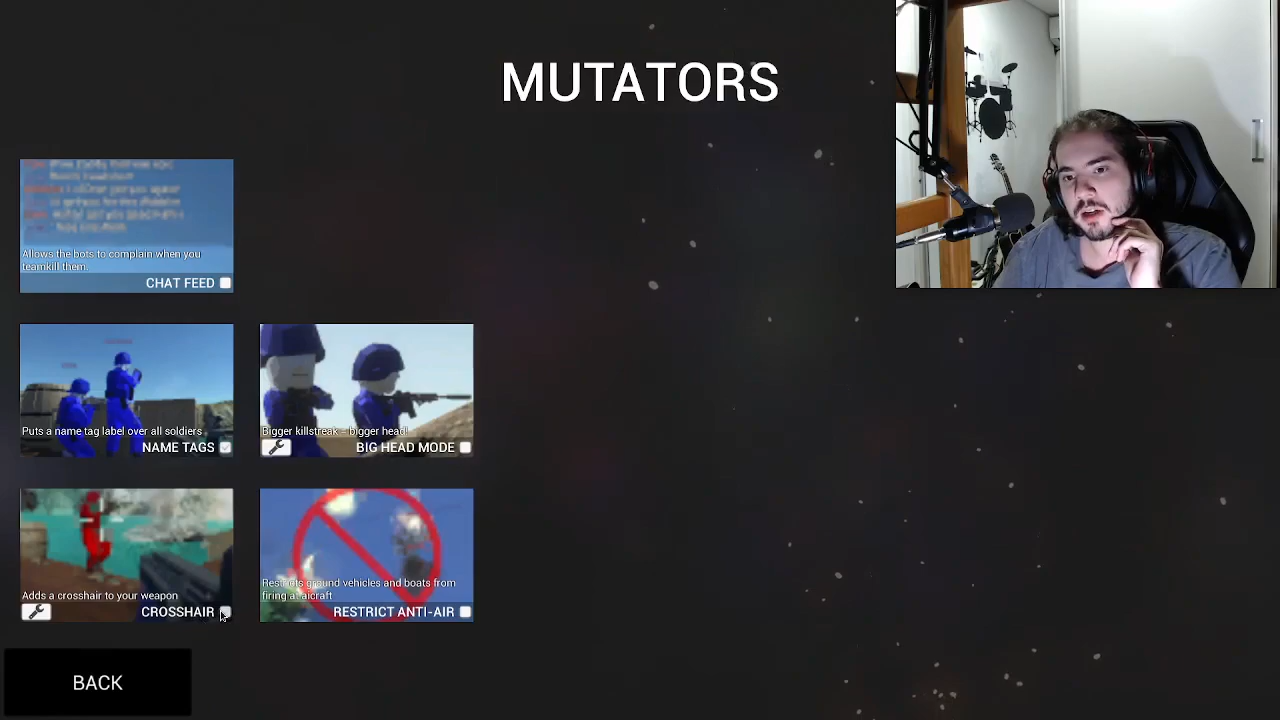 MUTATORS
Allows the bots to complain when you
teamkill them.
CHAT FEED
Puts a name tag label over all soldiers
NAME TAGS
Bigger killstreak = bigger head!
BIG HEAD MODE
Adds a crosshair to your weapon
CROSSHAIR
Restricts ground vehicles and boats from
firing at aicraft
RESTRICT ANTI-AIR
BACK